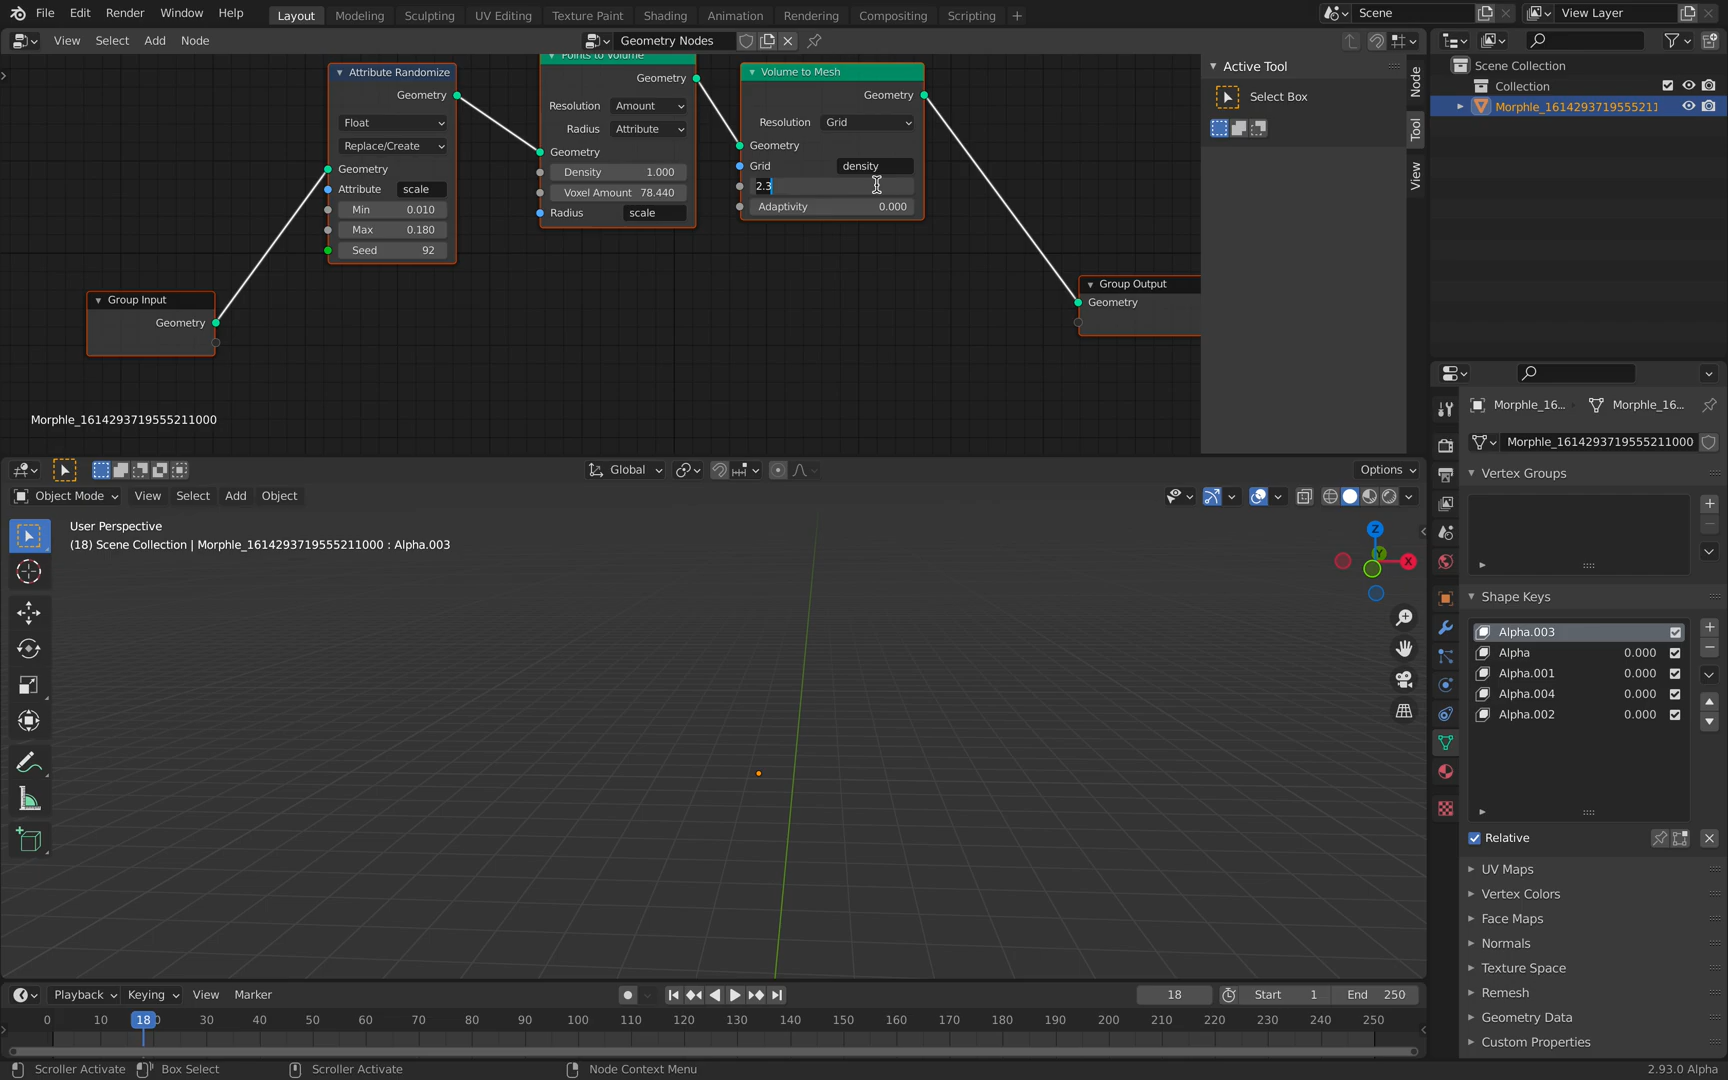 File Edit Render Window Help Layout Modeling Sculpting UV Editing Texture Paint Shading Animation Rendering Compositing Scripting + Scene View Layer
View Select Add Node Geometry Nodes
Points to Volume
Attribute Randomize
Geometry
Float
Replace/Create
Geometry
Attribute scale
Min 0.010
Max 0.180
Seed 92
Geometry
Resolution Amount
Radius Attribute
Geometry
Density 1.000
Voxel Amount 78.440
Radius scale
Volume to Mesh
Geometry
Resolution Grid
Geometry
Grid density
2.3
Adaptivity 0.000
Group Input
Geometry
Group Output
Geometry
Morphle_1614293719555211000
Active Tool
Select Box
Node
Tool
View
Scene Collection
Collection
Morphle_1614293719555211
Global Options
Object Mode View Select Add Object
User Perspective
(18) Scene Collection | Morphle_1614293719555211000 : Alpha.003
Z
Y
X
Morphle_16... Morphle_16...
Morphle_1614293719555211000
Vertex Groups
Shape Keys
Alpha.003
Alpha 0.000
Alpha.001 0.000
Alpha.004 0.000
Alpha.002 0.000
Relative
UV Maps
Vertex Colors
Face Maps
Normals
Texture Space
Remesh
Geometry Data
Custom Properties
Playback Keying View Marker 18 Start 1 End 250
0 10 18 30 40 50 60 70 80 90 100 110 120 130 140 150 160 170 180 190 200 210 220 230 240 250
Scroller Activate Box Select Scroller Activate Node Context Menu 2.93.0 Alpha